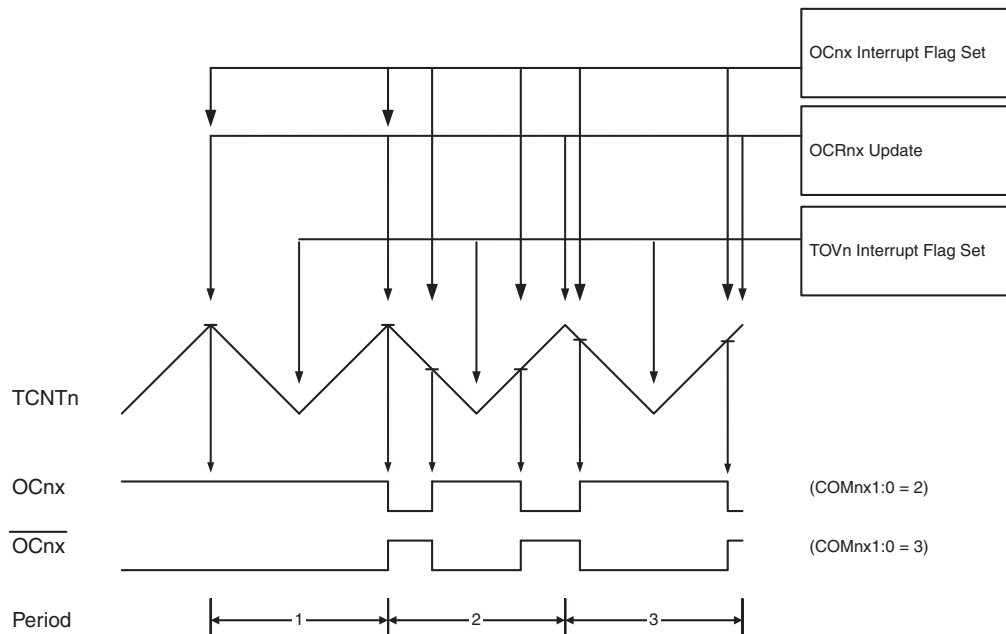 OCnx Interrupt Flag Set
OCRnx Update
TOVn Interrupt Flag Set
TCNTn
OCnx
(COMnx1:0 = 2)
OCnx
(COMnx1:0 = 3)
Period
1
2
3